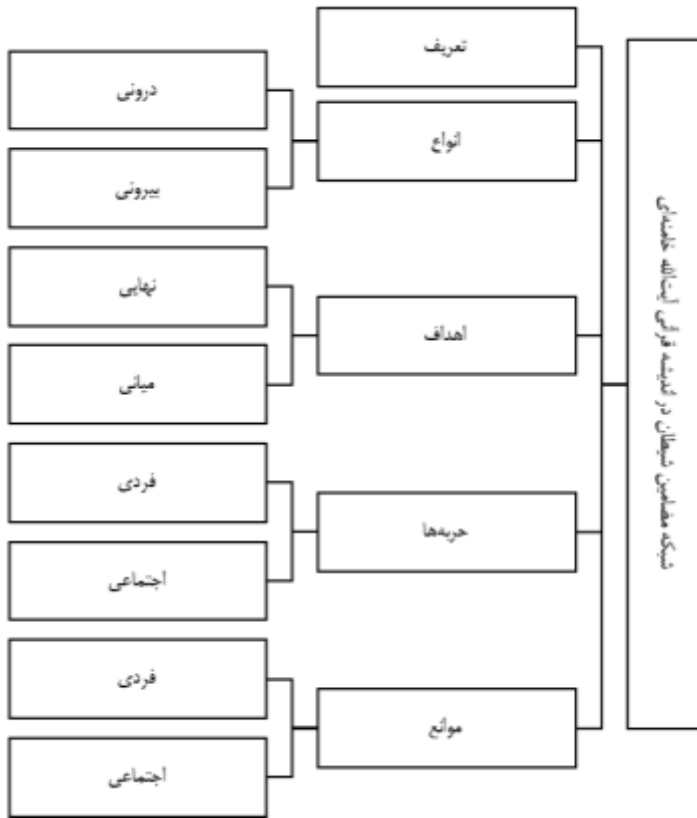 شبکه مضامین شیطان در اندیشه قرآنی آیت‌الله خامنه‌ای
تعریف
انواع
درونی
بیرونی
اهداف
نهایی
میانی
حربه‌ها
فردی
اجتماعی
موانع
فردی
اجتماعی